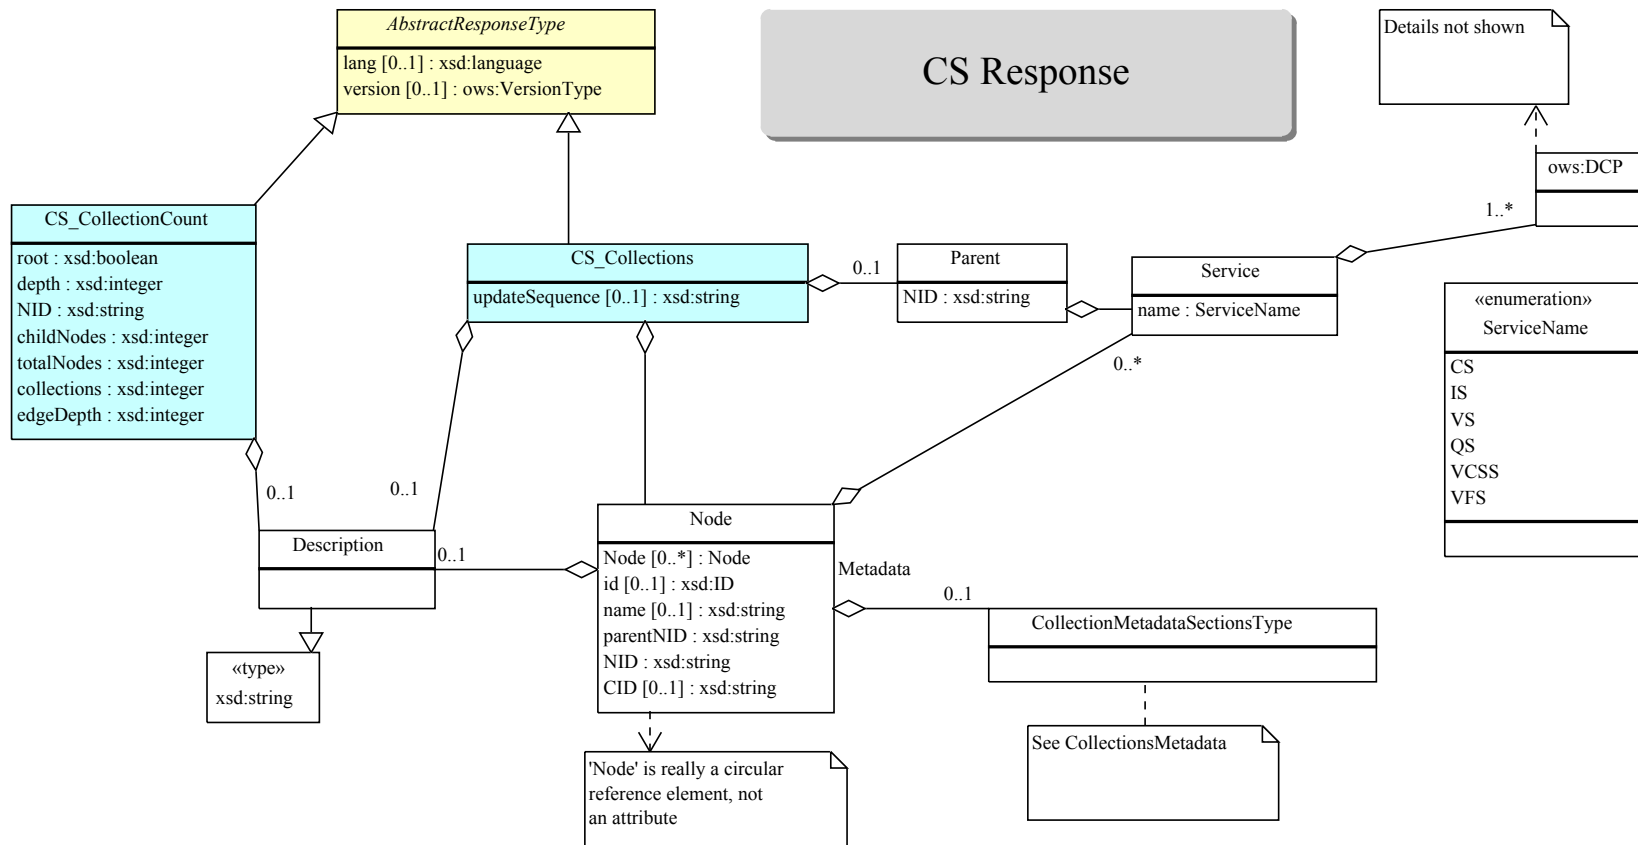 AbstractResponseType
lang [0..1] : xsd:language
version [0..1] : ows:VersionType
CS Response
Details not shown
ows:DCP
1..*
CS_CollectionCount
root : xsd:boolean
depth : xsd:integer
NID : xsd:string
childNodes : xsd:integer
totalNodes : xsd:integer
collections : xsd:integer
edgeDepth : xsd:integer
CS_Collections
updateSequence [0..1] : xsd:string
0..1
Parent
NID : xsd:string
Service
name : ServiceName
0..*
«enumeration»
ServiceName
CS
IS
VS
QS
VCSS
VFS
0..1
0..1
Description
0..1
«type»
xsd:string
Node
Node [0..*] : Node
id [0..1] : xsd:ID
name [0..1] : xsd:string
parentNID : xsd:string
NID : xsd:string
CID [0..1] : xsd:string
Metadata
0..1
CollectionMetadataSectionsType
See CollectionsMetadata
'Node' is really a circular
reference element, not
an attribute